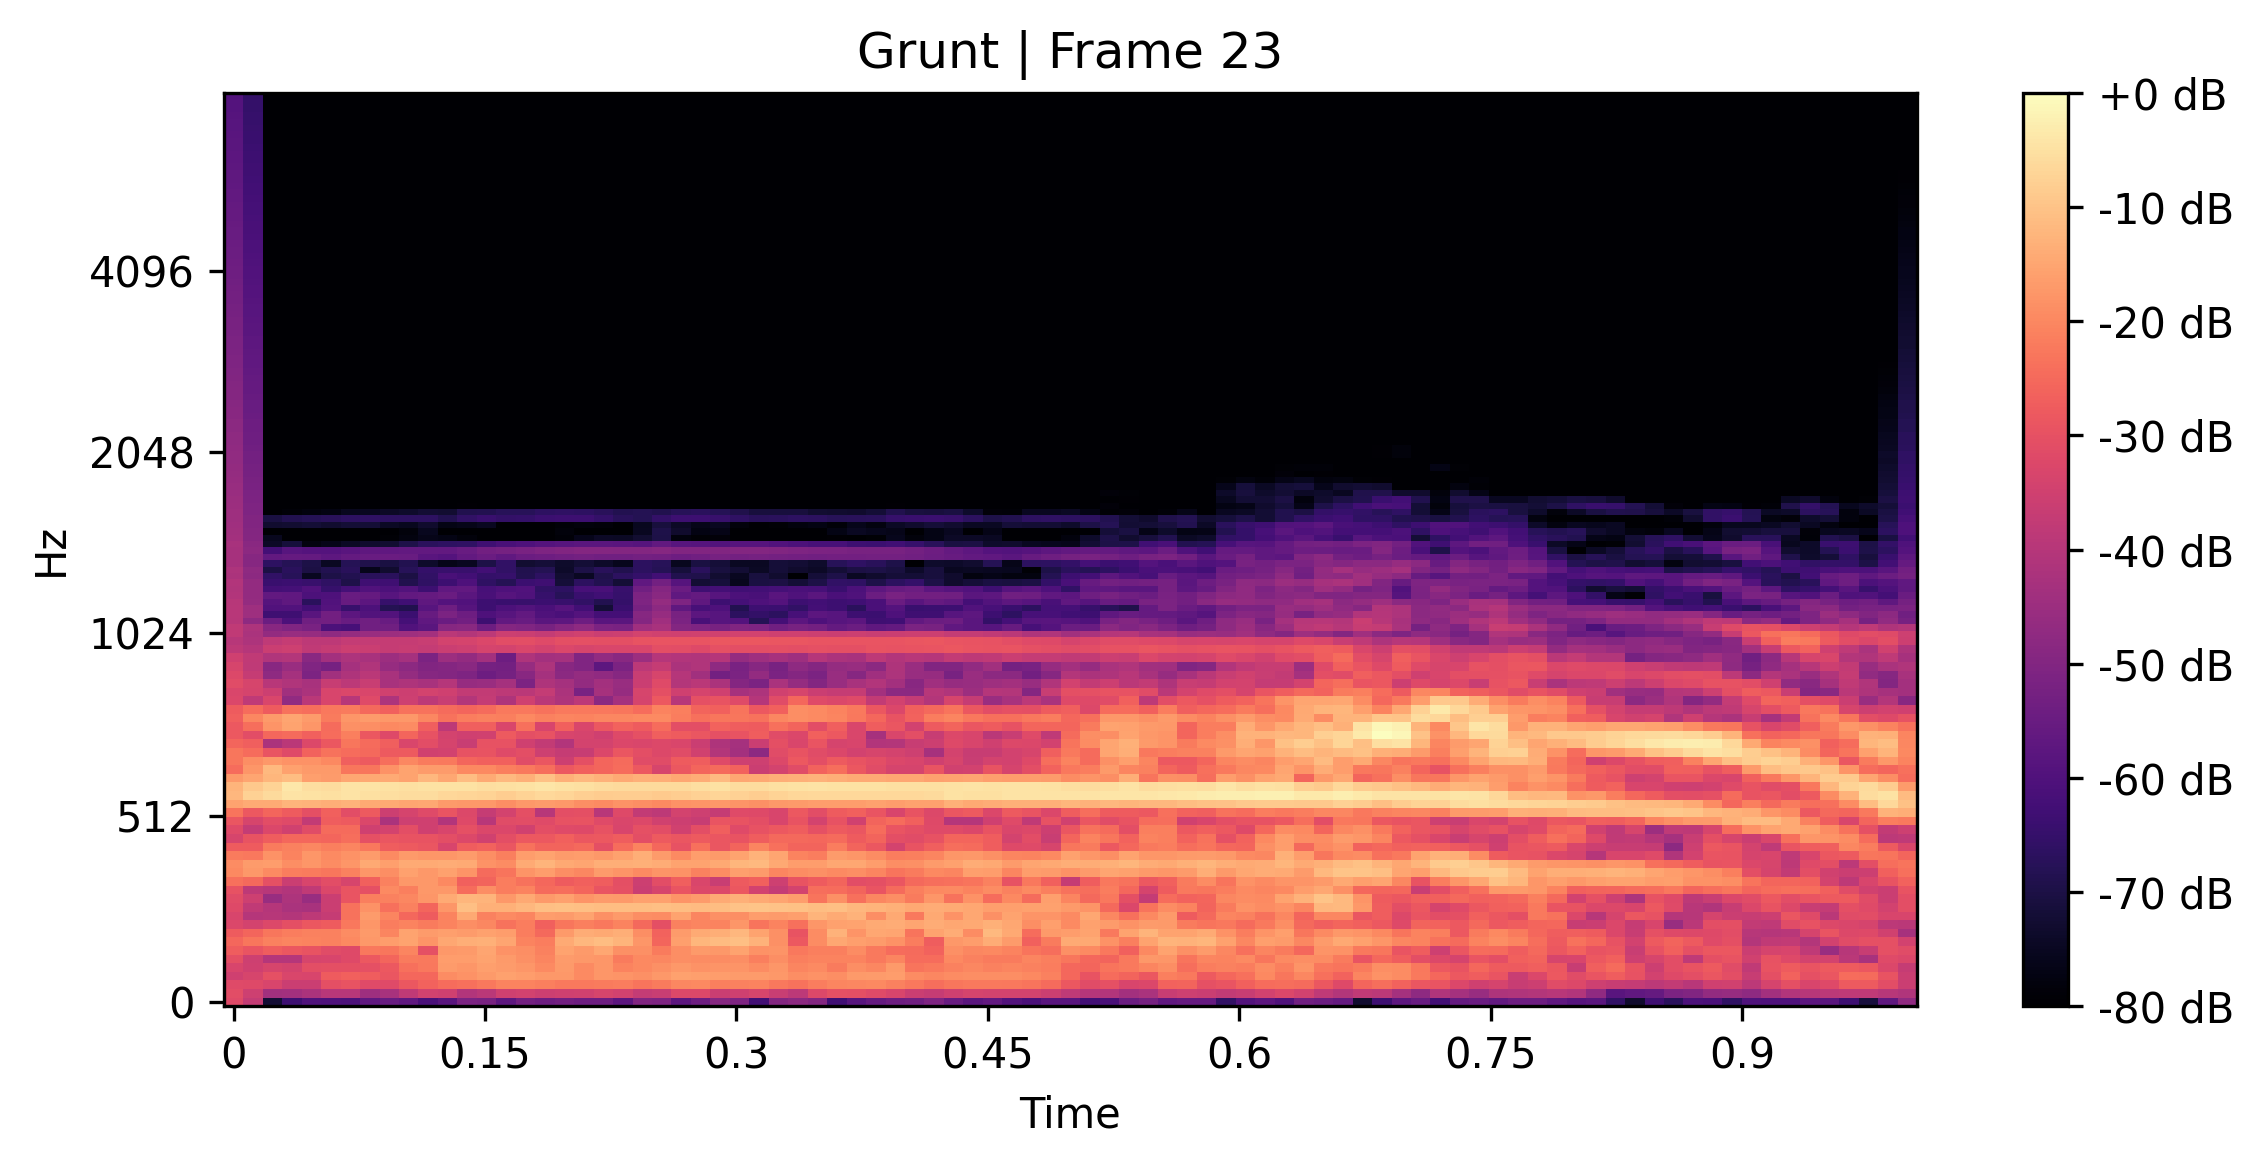 Grunt | Frame 23
+0 dB
-10 dB
-20 dB
-30 dB
-40 dB
-50 dB
-60 dB
-70 dB
-80 dB
Hz
4096
2048
1024
512
0
0 0.15 0.3 0.45 0.6 0.75 0.9
Time